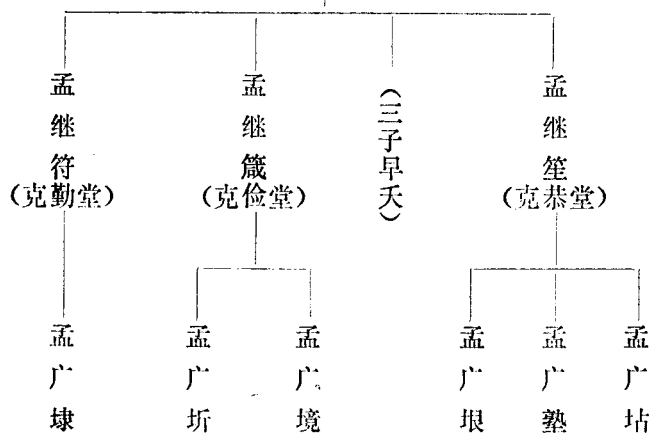 孟继符
(克勤堂)
孟继箴
(克俭堂)
(三子早夭)
孟继笙
(克恭堂)
孟广埭
孟广圻
孟广境
孟广垠
孟广塾
孟广坫